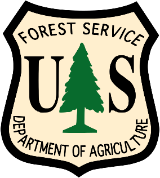 FOREST SERVICE
U S
DEPARTMENT OF AGRICULTURE